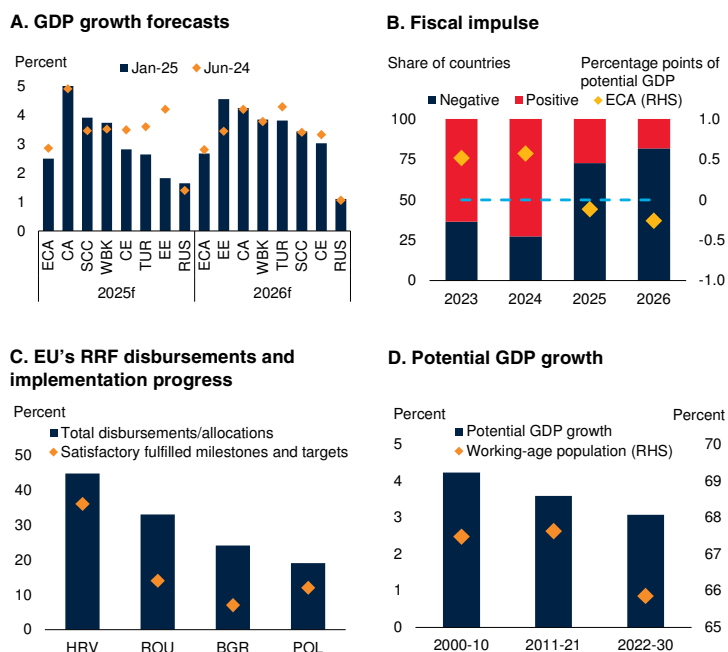 A. GDP growth forecasts
Percent
Jan-25 Jun-24
5
4
3
2
1
0
ECA CA SCC WBK CE TUR EE RUS ECA EE CA WBK TUR SCC CE RUS
2025f 2026f
B. Fiscal impulse
Share of countries
Percentage points of
potential GDP
Negative Positive ECA (RHS)
100 1.0
75 0.5
50 0
25 -0.5
0 -1.0
2023 2024 2025 2026
C. EU's RRF disbursements and
implementation progress
Percent
Total disbursements/allocations
Satisfactory fulfilled milestones and targets
50
40
30
20
10
0
HRV ROU BGR POL
D. Potential GDP growth
Percent Percent
Potential GDP growth
Working-age population (RHS)
5 70
4 69
3 68
2 67
1 66
0 65
2000-10 2011-21 2022-30